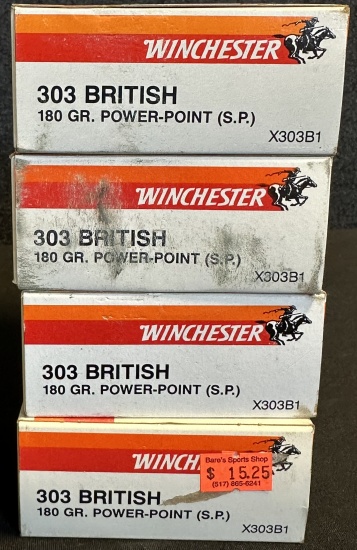 WINCHESTER
303 BRITISH
180 GR. POWER-POINT (S.P.)
X303B1
WINCHESTER
303 BRITISH
180 GR. POWER-POINT (S.P.)
X303B1
WINCHESTER
303 BRITISH
180 GR. POWER-POINT (S.P.)
X303B1
WINCH
Bare's Sports Shop
$ 15.25
(517) 865-6241
303 BRITISH
180 GR. POWER-POINT (S.P.)
X303B1